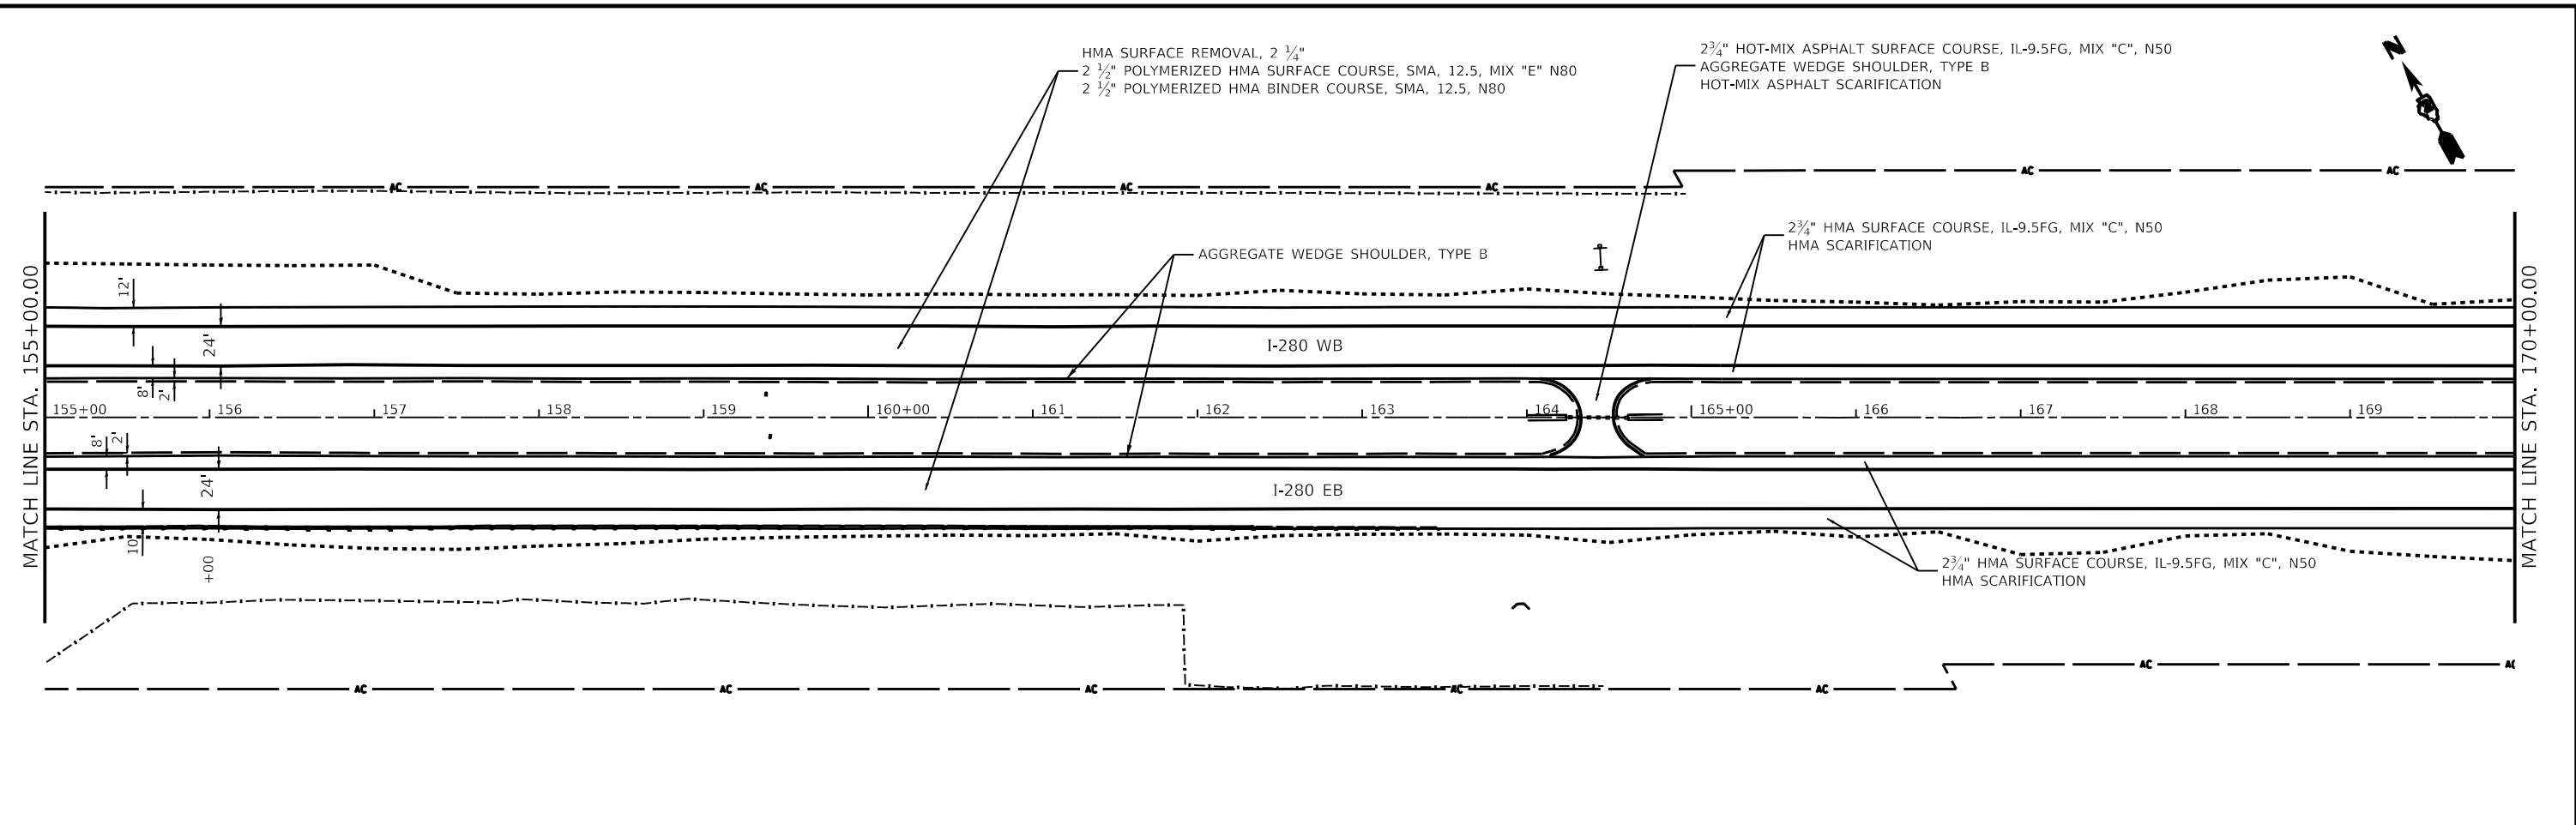 HMA SURFACE REMOVAL, 2 ¼"
2 ½" POLYMERIZED HMA SURFACE COURSE, SMA, 12.5, MIX "E" N80
2 ½" POLYMERIZED HMA BINDER COURSE, SMA, 12.5, N80
2¾" HOT-MIX ASPHALT SURFACE COURSE, IL-9.5FG, MIX "C", N50
AGGREGATE WEDGE SHOULDER, TYPE B
HOT-MIX ASPHALT SCARIFICATION
N
AC AC AC AC AC AC
2¾" HMA SURFACE COURSE, IL-9.5FG, MIX "C", N50
HMA SCARIFICATION
AGGREGATE WEDGE SHOULDER, TYPE B
MATCH LINE STA. 155+00.00
MATCH LINE STA. 170+00.00
12'
24'
I-280 WB
8'
2'
155+00 156 157 158 159 160+00 161 162 163 164 165+00 166 167 168 169
8'
2'
24'
I-280 EB
10
+00
2¾" HMA SURFACE COURSE, IL-9.5FG, MIX "C", N50
HMA SCARIFICATION
AC AC AC AC AC AC